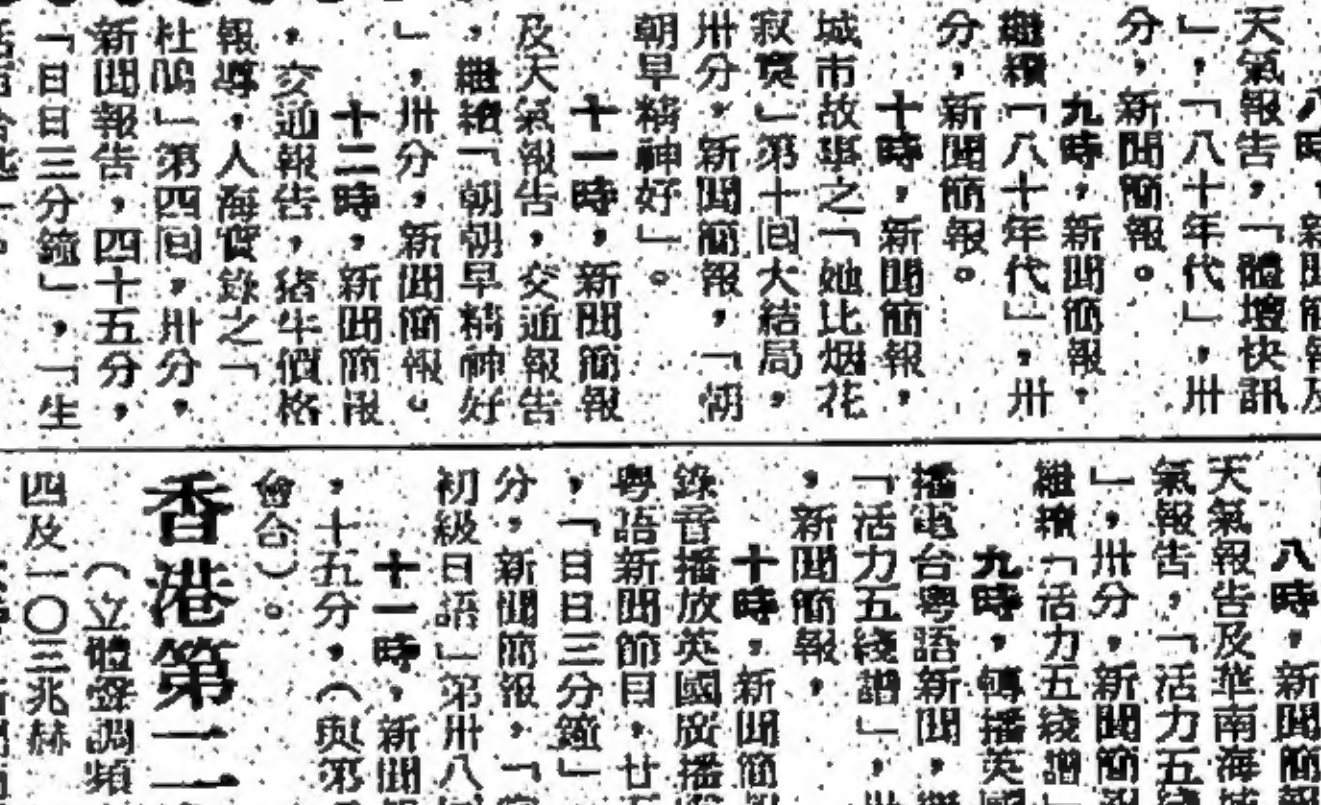 八時，新聞簡報及
天氣報告，「體壇快訊
」，「八十年代」，卅
分，新聞簡報。
九時，新聞簡報，
繼續「八十年代」，卅
分，新聞簡報。
十時，新聞簡報，
城市故事之「她比烟花
寂寞」第十囘大結局，
卅分，新聞簡報，「朝
朝早精神好」。
十一時，新聞簡報
及天氣報告，交通報告
，繼續「朝朝早精神好
」，卅分，新聞簡報。
十二時，新聞簡報
，交通報告，猪牛價格
報導，人海實錄之「
杜鵑」第四囘，卅分，
新聞報告，四十五分，
「日日三分鐘」，「生
八時，新聞簡報
天氣報告及華南海域
氣報告，「活力五綫
」，卅分，新聞簡報
繼續「活力五綫譜」
九時，轉播英國
播電台粵語新聞，繼
「活力五綫譜」，卅
，新聞簡報，
十時，新聞簡報
錄音播放英國廣播
粵語新聞節目，廿五
，「日日三分鐘」
分，新聞簡報，「
初級日語」第卅八
十一時，新聞
，十五分，（與第
會合）。
香港第二
（立體聲調頻
四及一〇三兆赫